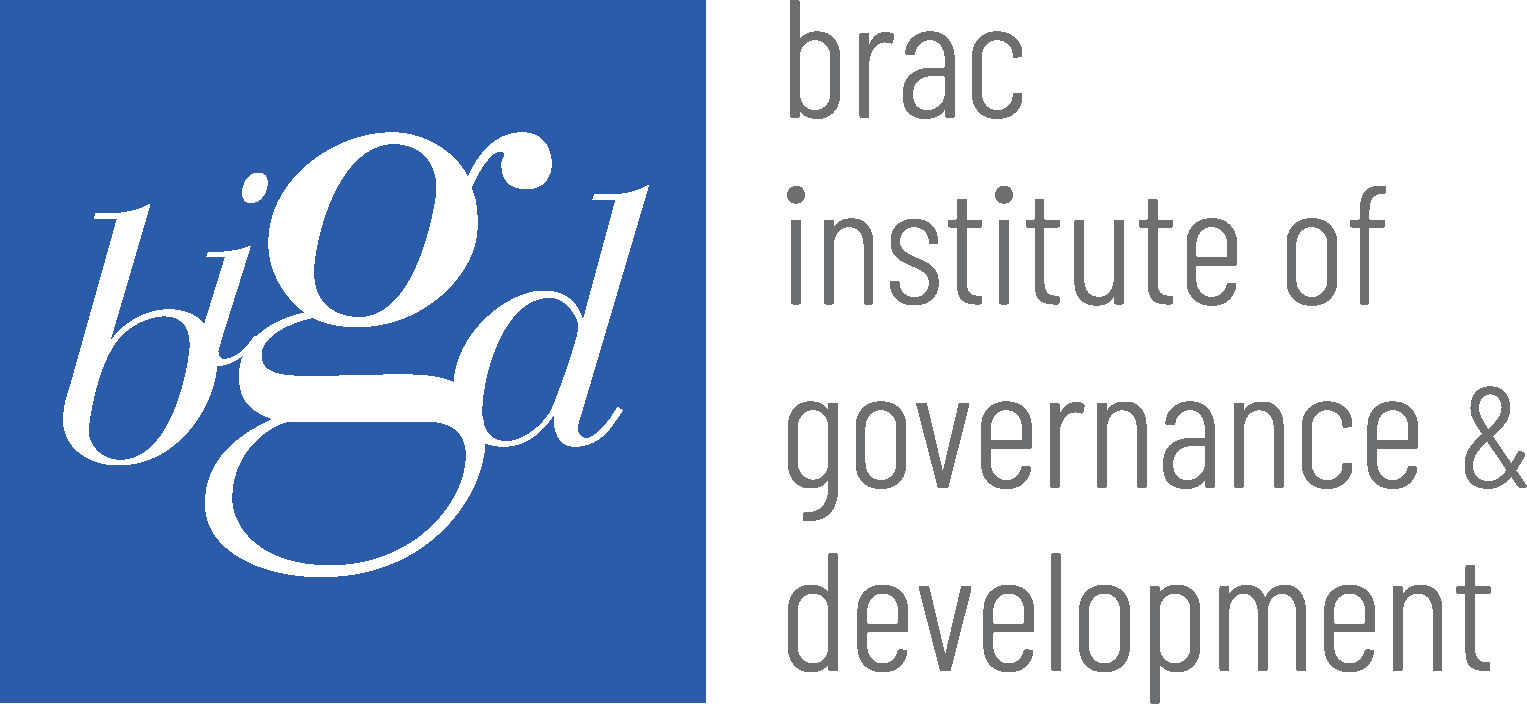 bigd
brac
institute of
governance &
development